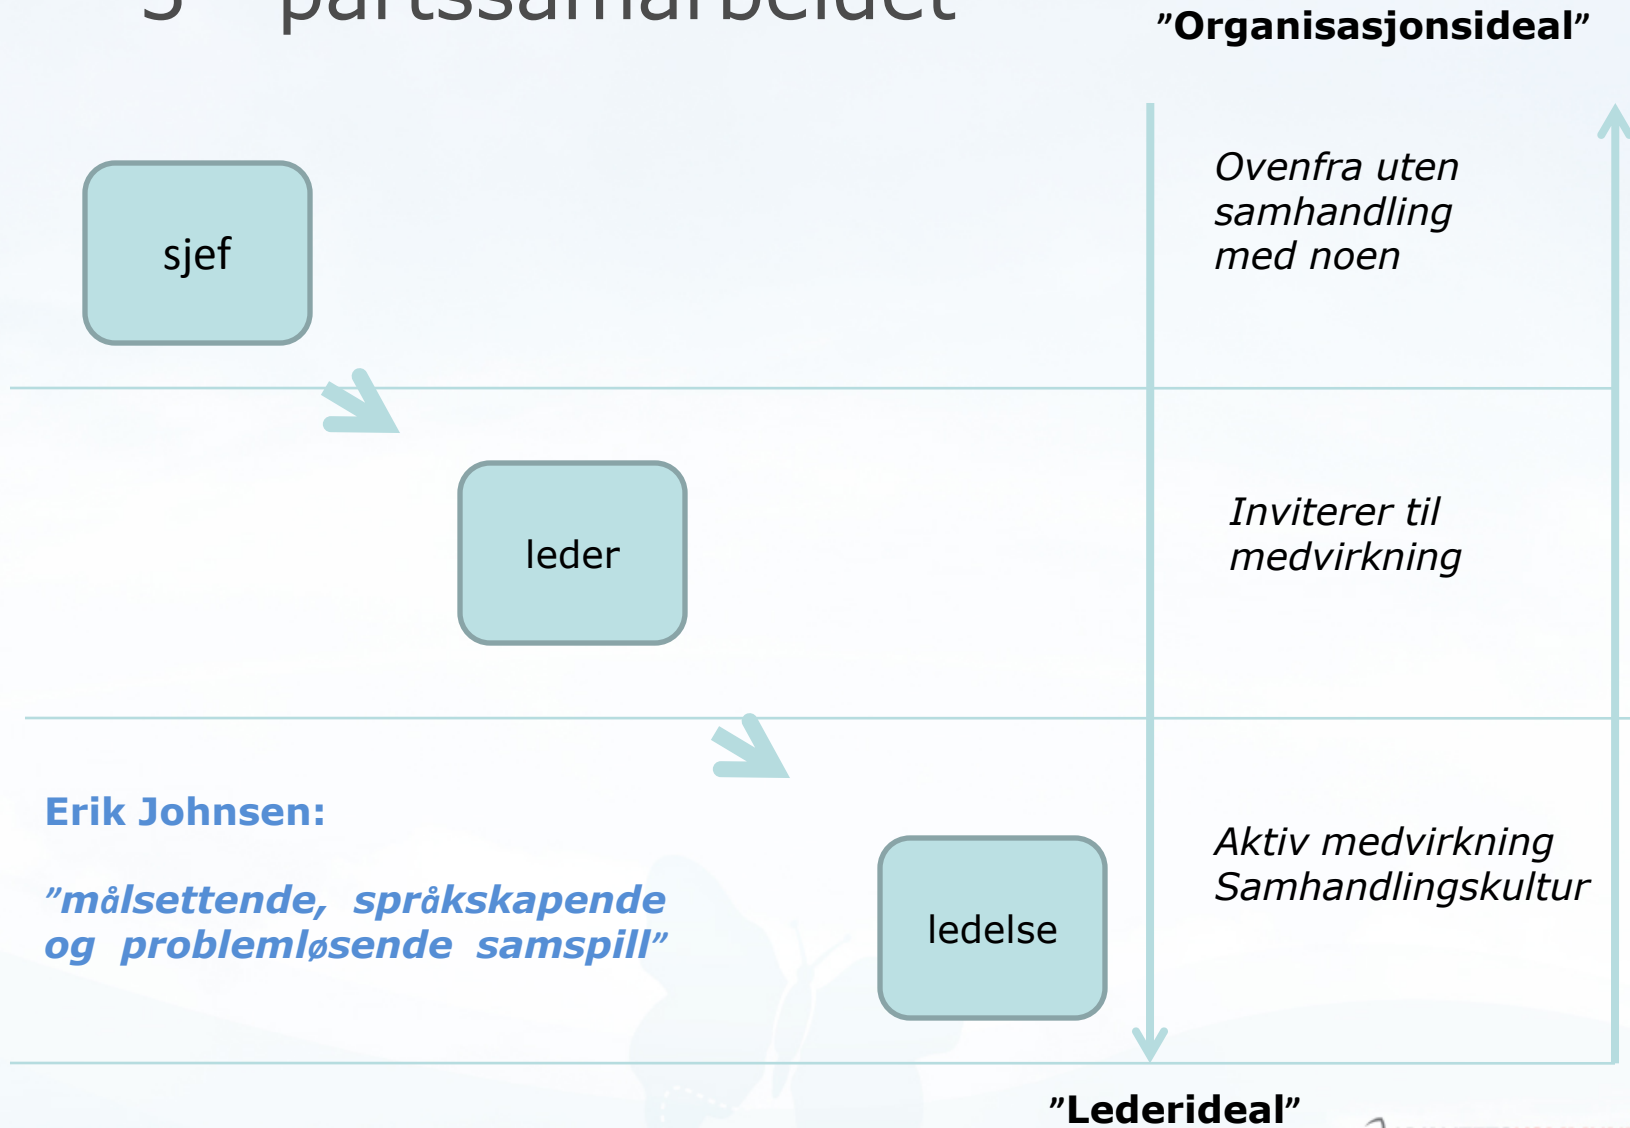 partssamarbeidet
"Organisasjonsideal"
Ovenfra uten
samhandling
med noen
sjef
Inviterer til
medvirkning
leder
Erik Johnsen:
"målsettende, språkskapende
og problemløsende samspill"
Aktiv medvirkning
Samhandlingskultur
ledelse
"Lederideal"